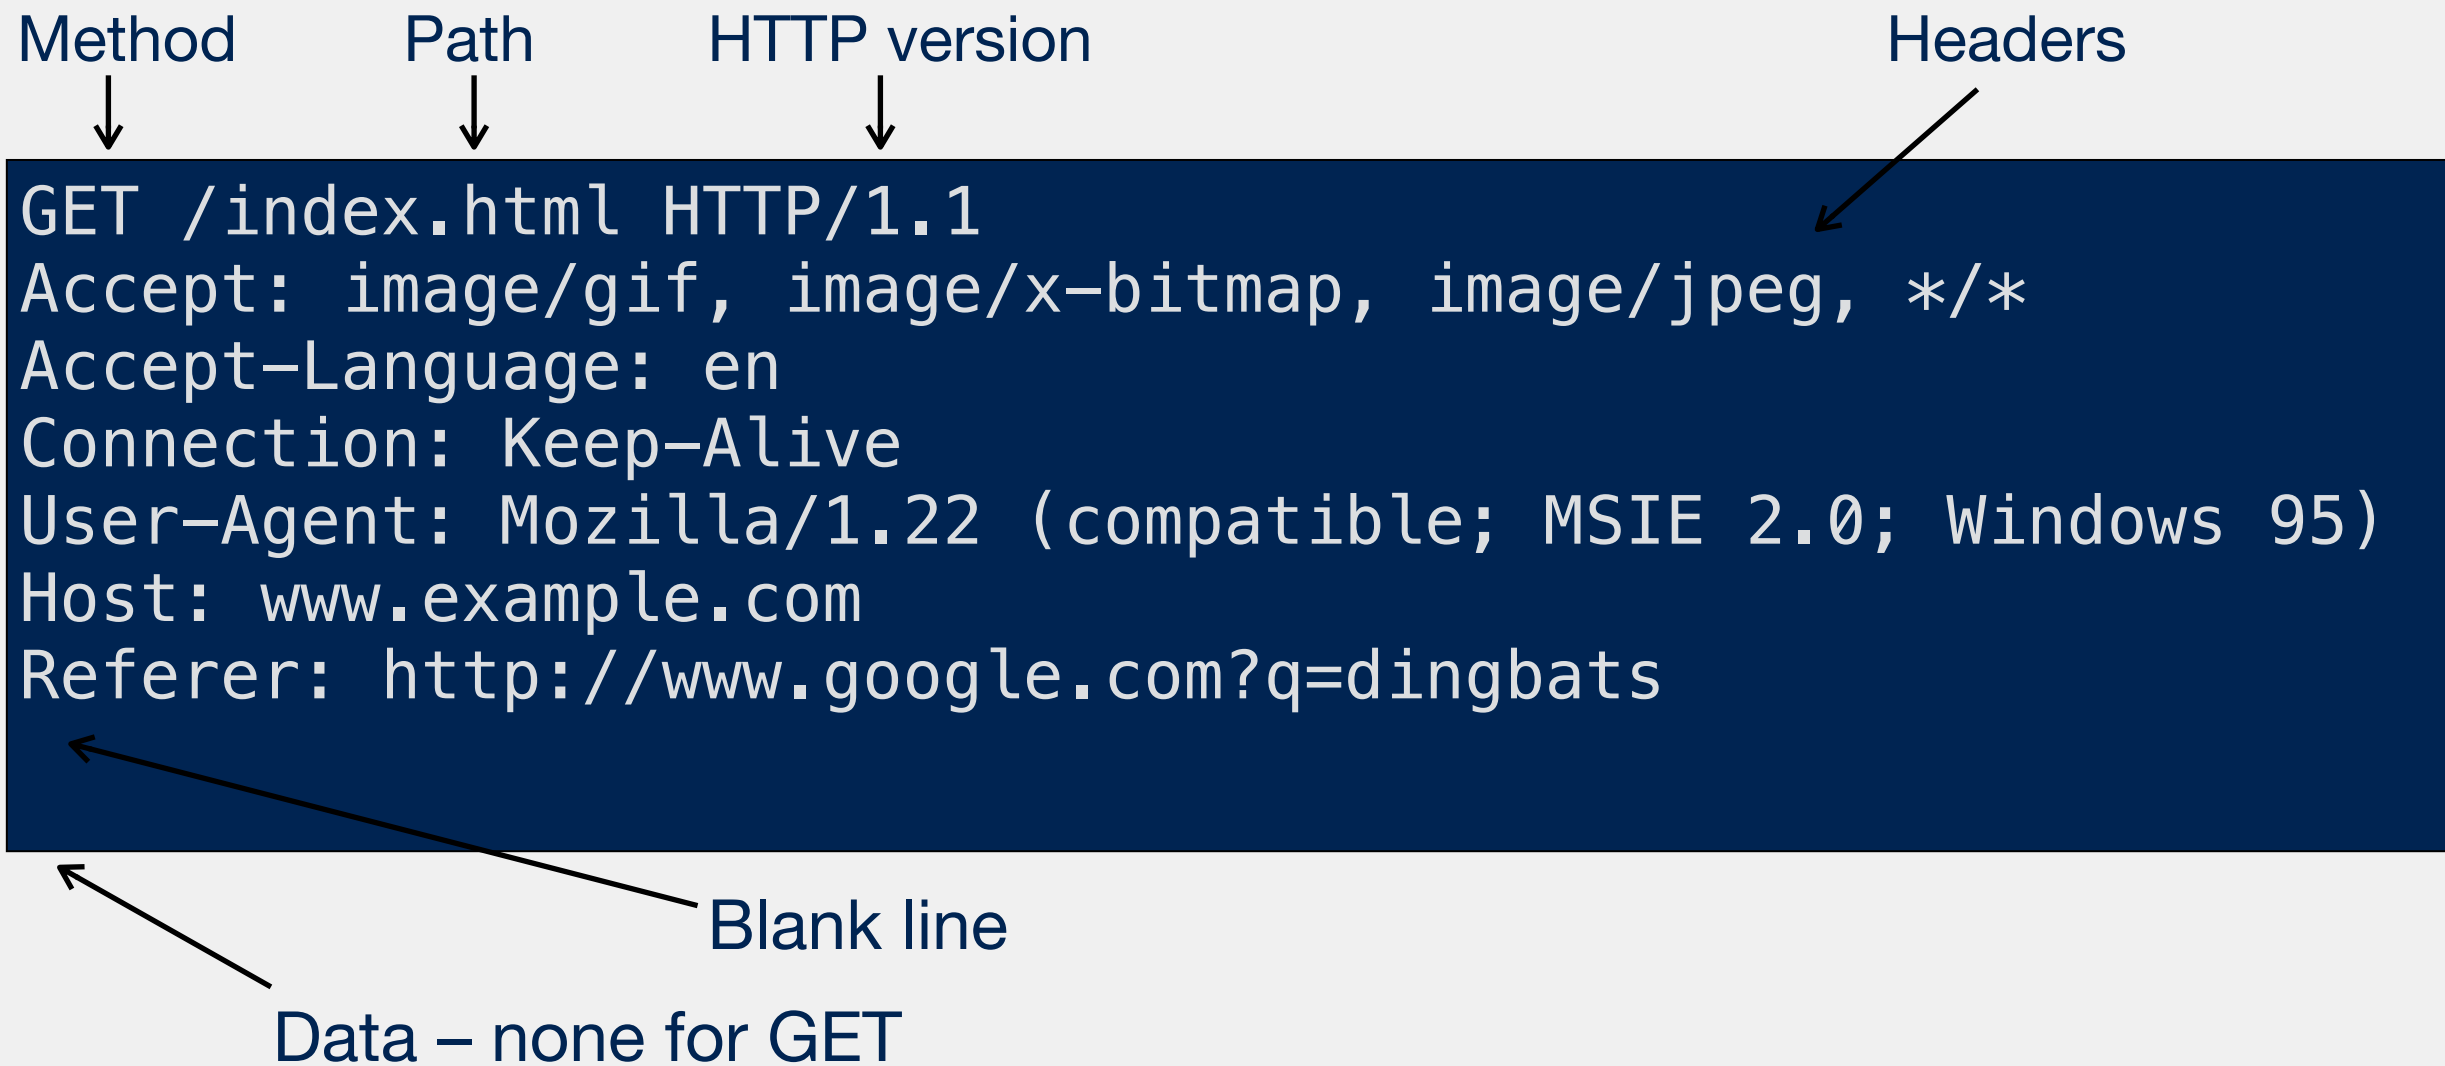 Method Path HTTP version Headers
GET /index.html HTTP/1.1
Accept: image/gif, image/x-bitmap, image/jpeg, */*
Accept-Language: en
Connection: Keep-Alive
User-Agent: Mozilla/1.22 (compatible; MSIE 2.0; Windows 95)
Host: www.example.com
Referer: http://www.google.com?q=dingbats
Blank line
Data – none for GET